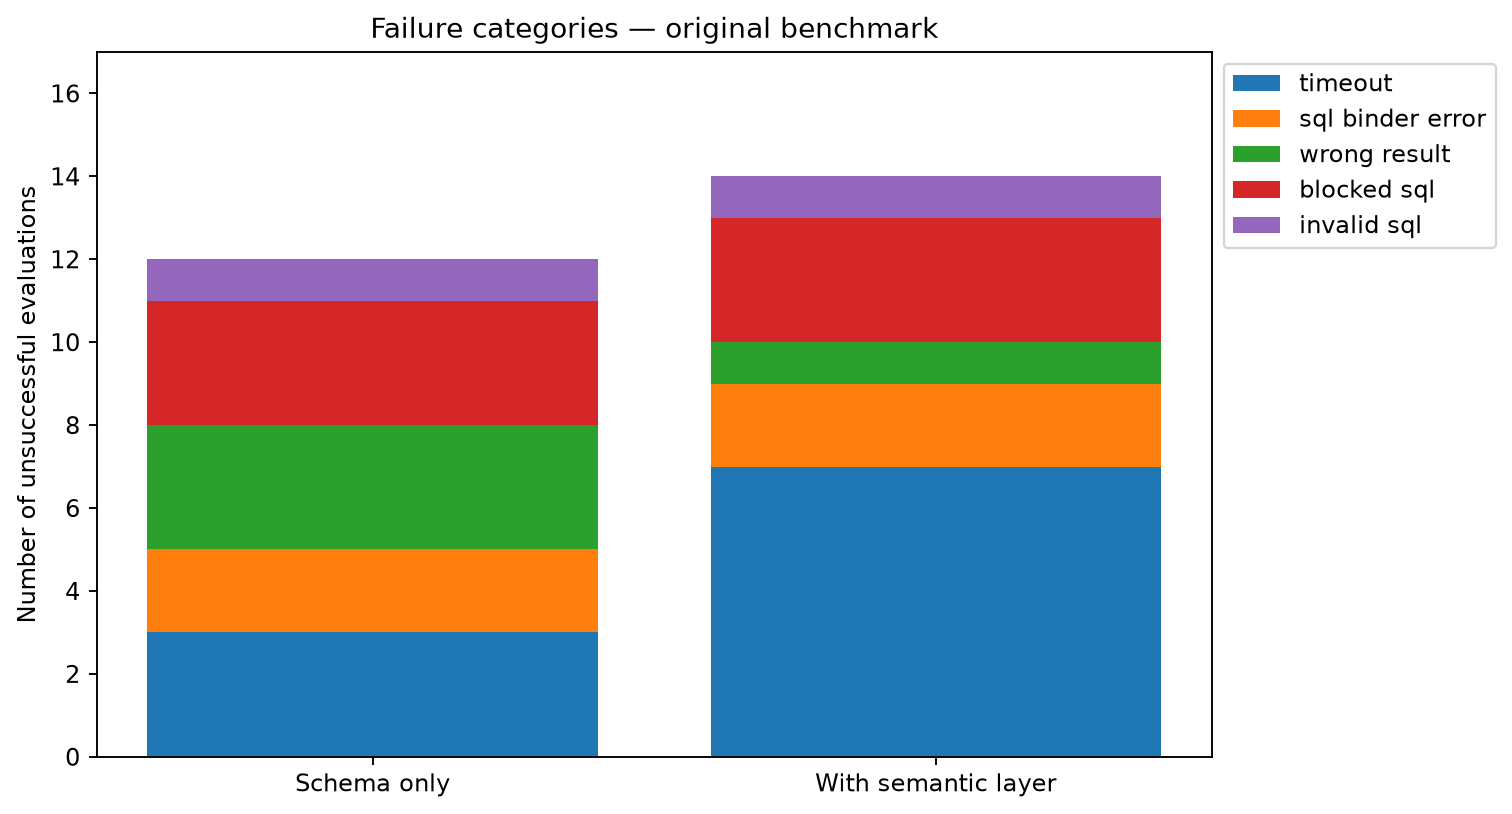 Failure categories — original benchmark
Number of unsuccessful evaluations
16
14
12
10
8
6
4
2
0
Schema only
With semantic layer
timeout
sql binder error
wrong result
blocked sql
invalid sql